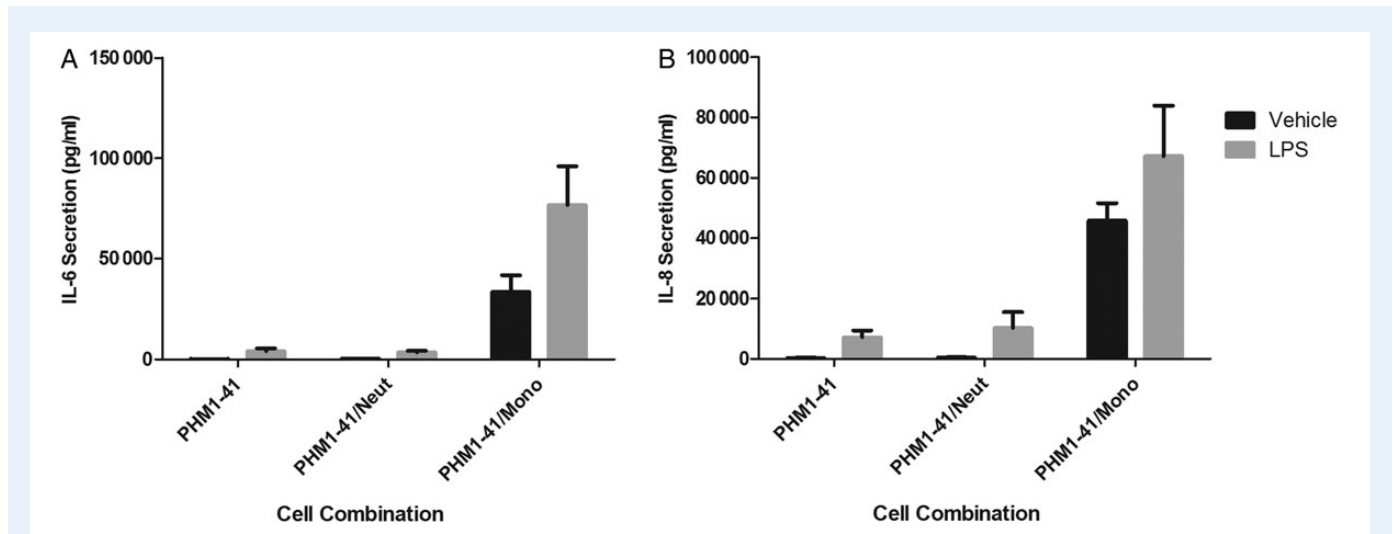 A
IL-6 Secretion (pg/ml)
150 000
100 000
50 000
0
PHM1-41
PHM1-41/Neut
PHM1-41/Mono
Cell Combination
B
IL-8 Secretion (pg/ml)
100 000
80 000
60 000
40 000
20 000
0
PHM1-41
PHM1-41/Neut
PHM1-41/Mono
Cell Combination
Vehicle
LPS